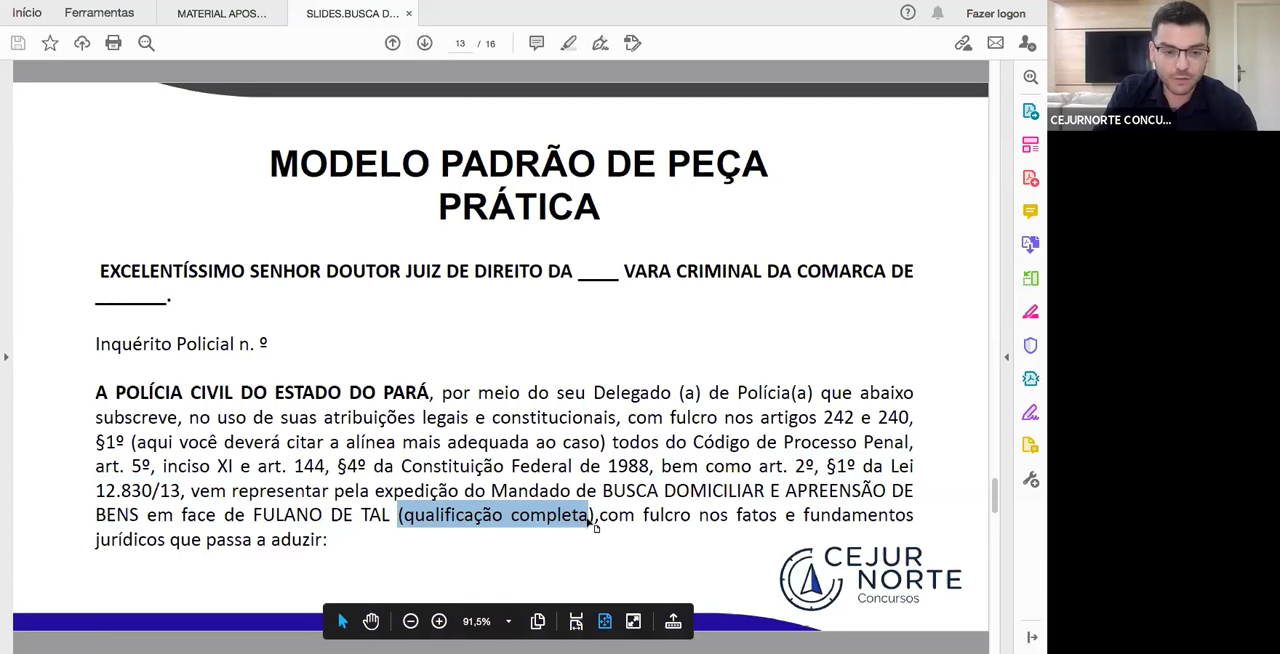 Início Ferramentas MATERIAL APOS... SLIDES.BUSCA D... × Fazer logon
13 / 16
CEJURNORTE CONCU...
MODELO PADRÃO DE PEÇA
PRÁTICA
EXCELENTÍSSIMO SENHOR DOUTOR JUIZ DE DIREITO DA ____ VARA CRIMINAL DA COMARCA DE
_______.
Inquérito Policial n. º
A POLÍCIA CIVIL DO ESTADO DO PARÁ, por meio do seu Delegado (a) de Polícia(a) que abaixo
subscreve, no uso de suas atribuições legais e constitucionais, com fulcro nos artigos 242 e 240,
§1º (aqui você deverá citar a alínea mais adequada ao caso) todos do Código de Processo Penal,
art. 5º, inciso XI e art. 144, §4º da Constituição Federal de 1988, bem como art. 2º, §1º da Lei
12.830/13, vem representar pela expedição do Mandado de BUSCA DOMICILIAR E APREENSÃO DE
BENS em face de FULANO DE TAL (qualificação completa),com fulcro nos fatos e fundamentos
jurídicos que passa a aduzir:
CEJUR
NORTE
Concursos
91,5%